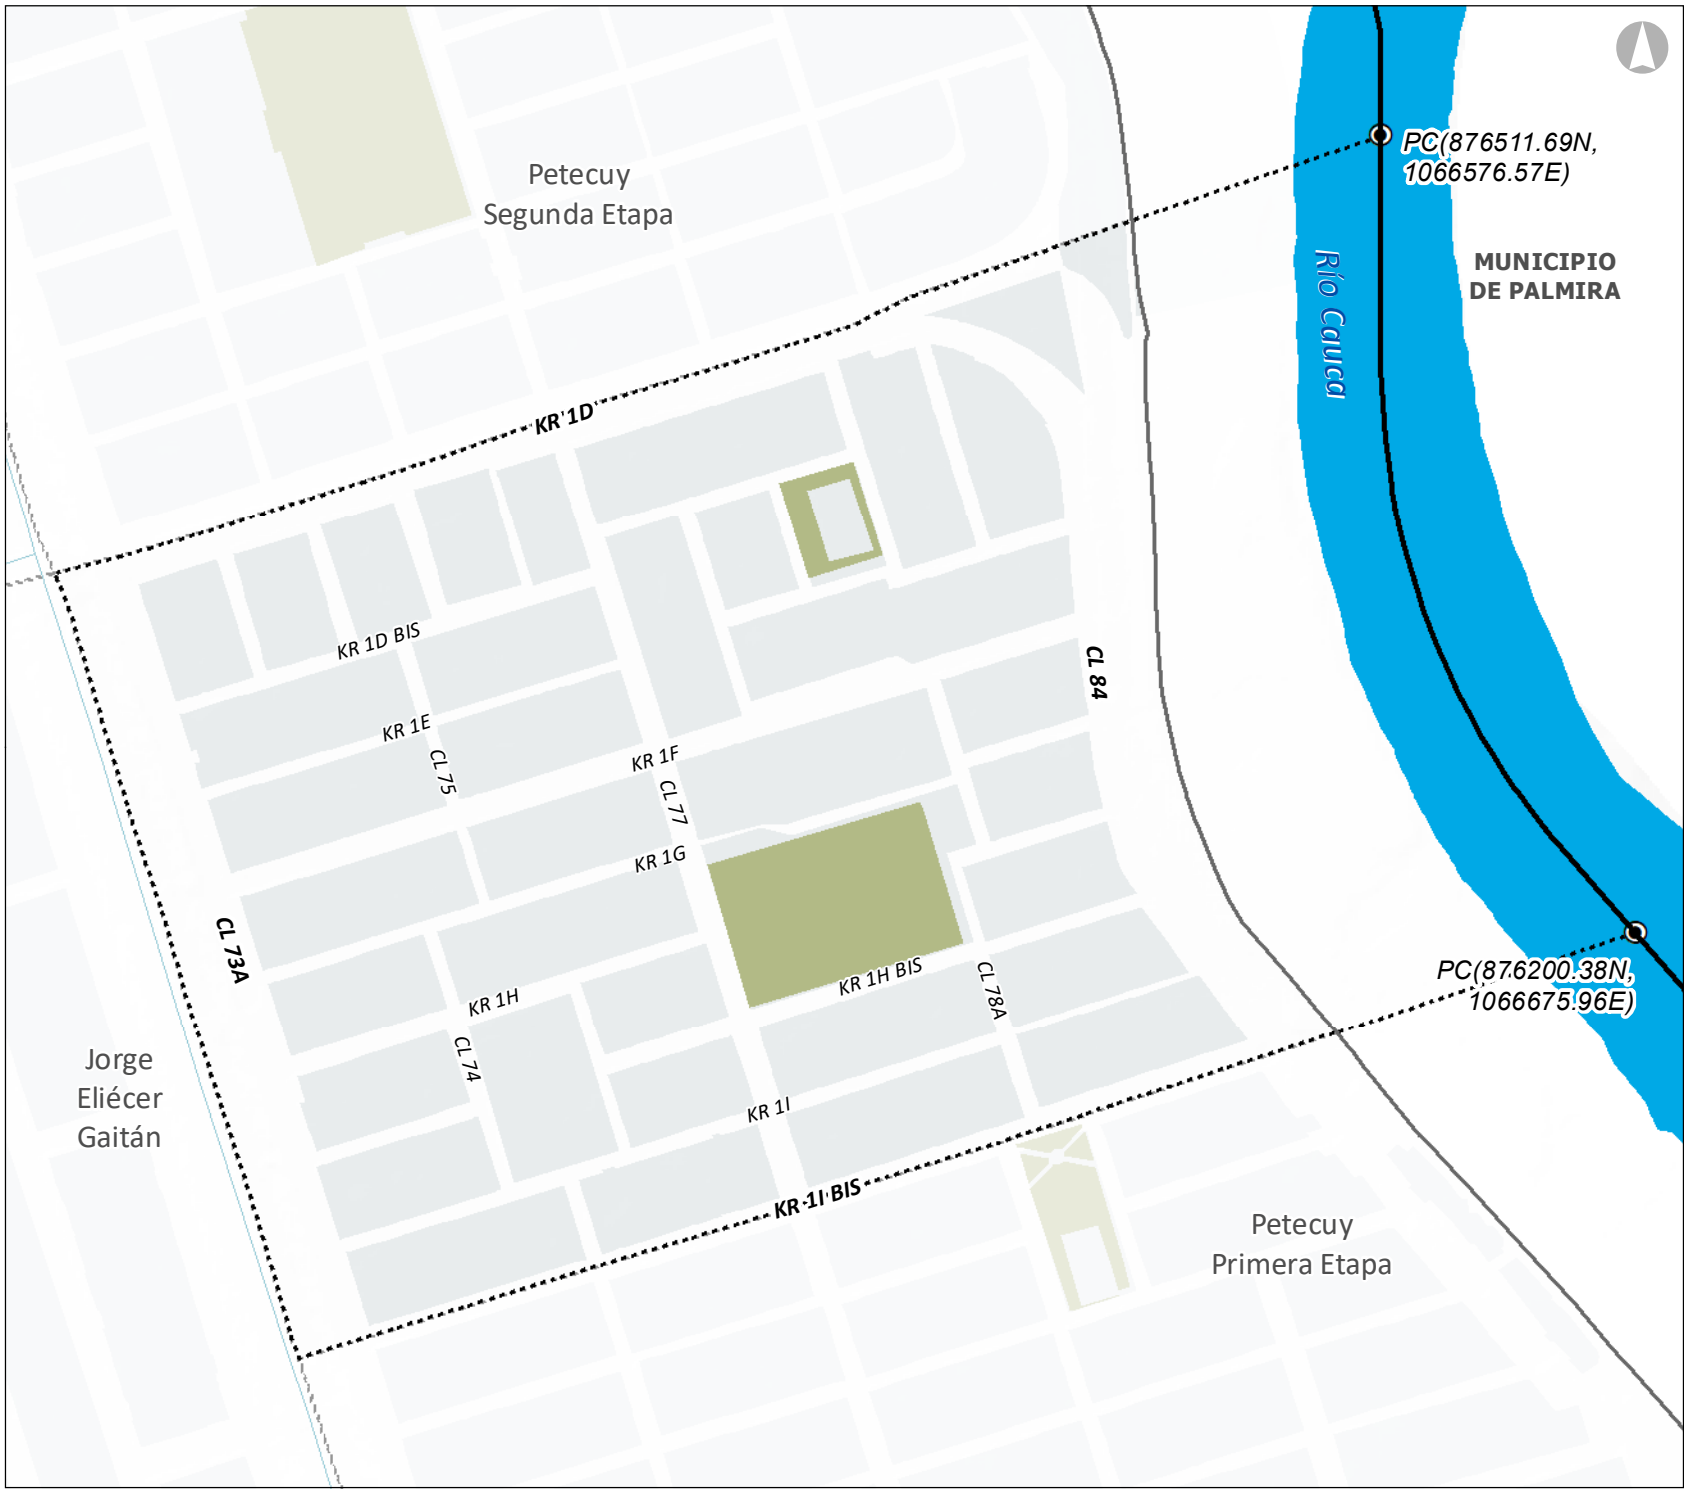 PC(876511.69N,
1066576.57E)
Petecuy
Segunda Etapa
MUNICIPIO
DE PALMIRA
Río Cauca
KR 1D
KR 1D BIS
CL 84
KR 1E
CL 75
KR 1F
CL 77
KR 1G
CL 73A
PC(876200.38N,
1066675.96E)
KR 1H BIS
CL 78A
KR 1H
CL 74
Jorge
Eliécer
Gaitán
KR 1I
KR 1I BIS
Petecuy
Primera Etapa